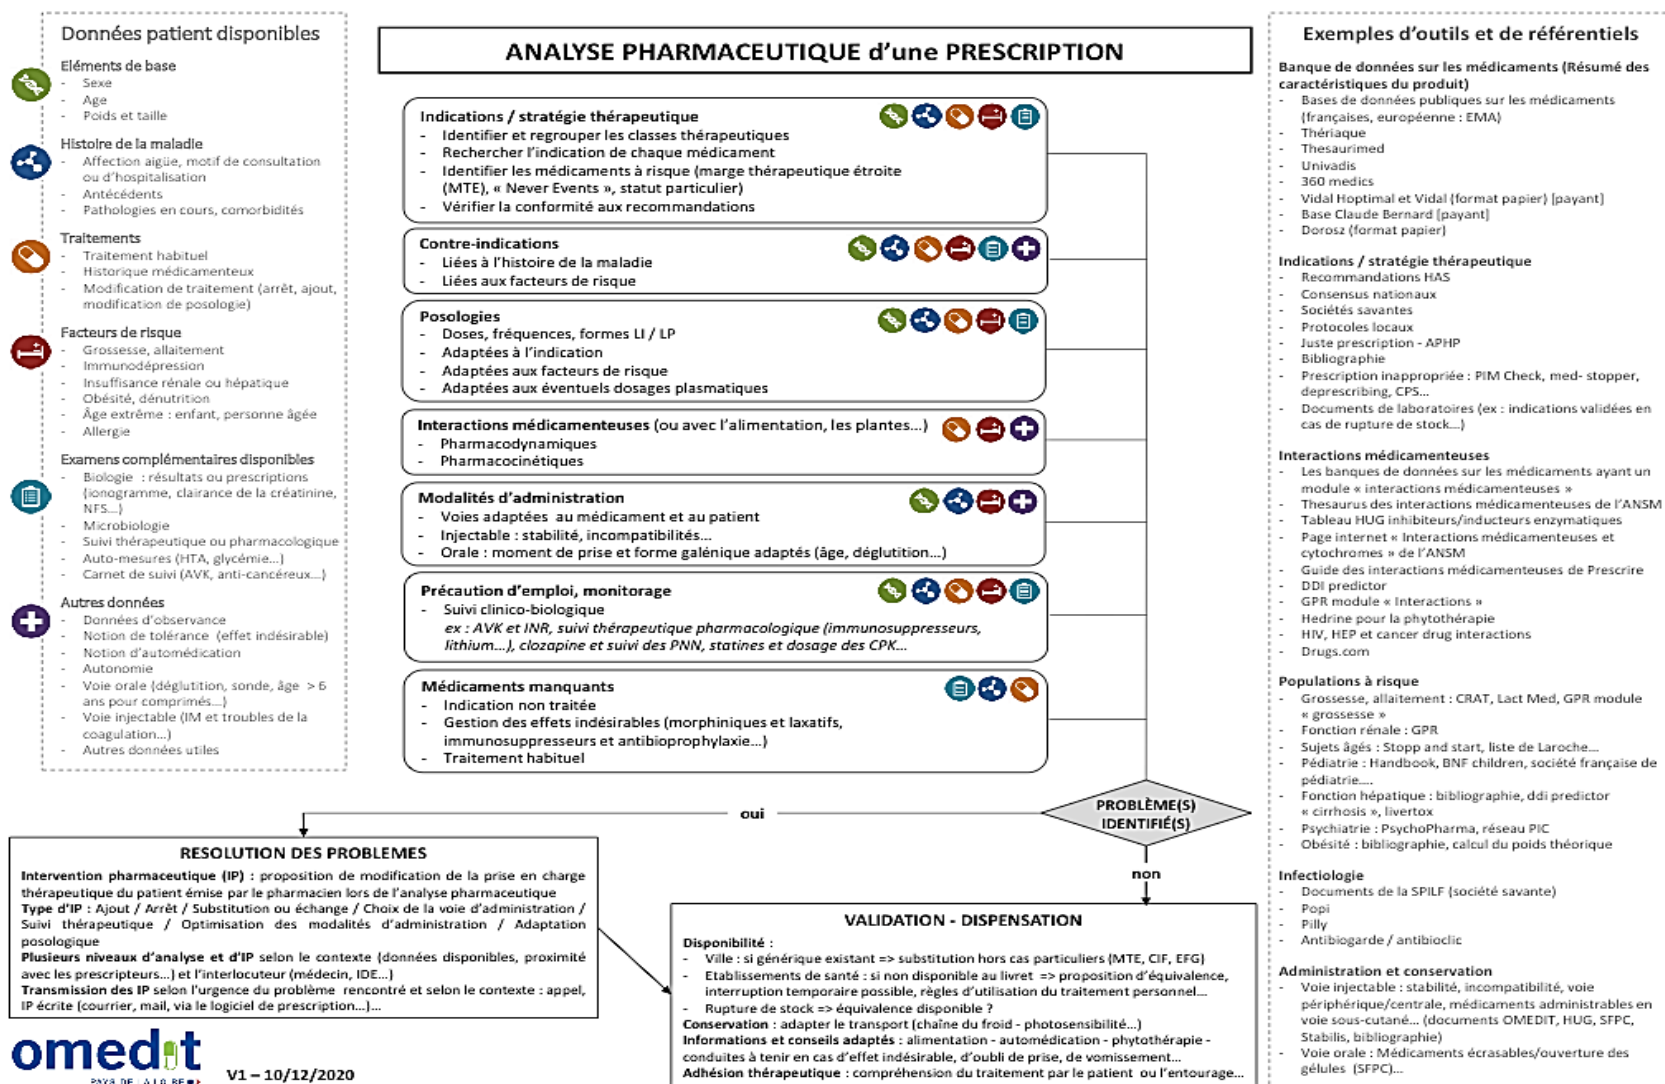 Données patient disponibles
Eléments de base
- Sexe
- Age
- Poids et taille
Histoire de la maladie
- Affection aigüe, motif de consultation
ou d'hospitalisation
- Antécédents
- Pathologies en cours, comorbidités
Traitements
- Traitement habituel
- Historique médicamenteux
- Modification de traitement (arrêt, ajout,
modification de posologie)
Facteurs de risque
- Grossesse, allaitement
- Immunodépression
- Insuffisance rénale ou hépatique
- Obésité, dénutrition
- Âge extrême : enfant, personne âgée
- Allergie
Examens complémentaires disponibles
- Biologie : résultats ou prescriptions
(ionogramme, clairance de la créatinine,
NFS...)
- Microbiologie
- Suivi thérapeutique ou pharmacologique
- Auto-mesures (HTA, glycémie...)
- Carnet de suivi (AVK, anti-cancéreux...)
Autres données
- Données d'observance
- Notion de tolérance (effet indésirable)
- Notion d'automédication
- Autonomie
- Voie orale (déglutition, sonde, âge > 6
ans pour comprimés...)
- Voie injectable (IM et troubles de la
coagulation...)
- Autres données utiles
ANALYSE PHARMACEUTIQUE d'une PRESCRIPTION
Indications / stratégie thérapeutique
- Identifier et regrouper les classes thérapeutiques
- Rechercher l'indication de chaque médicament
- Identifier les médicaments à risque (marge thérapeutique étroite
(MTE), « Never Events », statut particulier)
- Vérifier la conformité aux recommandations
Contre-indications
- Liées à l'histoire de la maladie
- Liées aux facteurs de risque
Posologies
- Doses, fréquences, formes LI / LP
- Adaptées à l'indication
- Adaptées aux facteurs de risque
- Adaptées aux éventuels dosages plasmatiques
Interactions médicamenteuses (ou avec l'alimentation, les plantes...)
- Pharmacodynamiques
- Pharmacocinétiques
Modalités d'administration
- Voies adaptées au médicament et au patient
- Injectable : stabilité, incompatibilités...
- Orale : moment de prise et forme galénique adaptés (âge, déglutition...)
Précaution d'emploi, monitorage
- Suivi clinico-biologique
ex : AVK et INR, suivi thérapeutique pharmacologique (immunosuppresseurs,
lithium...), clozapine et suivi des PNN, statines et dosage des CPK...
Médicaments manquants
- Indication non traitée
- Gestion des effets indésirables (morphiniques et laxatifs,
immunosuppresseurs et antibioprophylaxie...)
- Traitement habituel
PROBLÈME(S)
IDENTIFIÉ(S)
oui
non
RESOLUTION DES PROBLEMES
Intervention pharmaceutique (IP) : proposition de modification de la prise en charge
thérapeutique du patient émise par le pharmacien lors de l'analyse pharmaceutique
Type d'IP : Ajout / Arrêt / Substitution ou échange / Choix de la voie d'administration /
Suivi thérapeutique / Optimisation des modalités d'administration / Adaptation
posologique
Plusieurs niveaux d'analyse et d'IP selon le contexte (données disponibles, proximité
avec les prescripteurs...) et l'interlocuteur (médecin, IDE...)
Transmission des IP selon l'urgence du problème rencontré et selon le contexte : appel,
IP écrite (courrier, mail, via le logiciel de prescription...)...
VALIDATION - DISPENSATION
Disponibilité :
- Ville : si générique existant => substitution hors cas particuliers (MTE, CIF, EFG)
- Etablissements de santé : si non disponible au livret => proposition d'équivalence,
interruption temporaire possible, règles d'utilisation du traitement personnel...
- Rupture de stock => équivalence disponible ?
Conservation : adapter le transport (chaîne du froid - photosensibilité...)
Informations et conseils adaptés : alimentation - automédication - phytothérapie -
conduites à tenir en cas d'effet indésirable, d'oubli de prise, de vomissement...
Adhésion thérapeutique : compréhension du traitement par le patient ou l'entourage...
omedit
PAYS DE LA LOIRE
V1 – 10/12/2020
Exemples d'outils et de référentiels
Banque de données sur les médicaments (Résumé des
caractéristiques du produit)
- Bases de données publiques sur les médicaments
(françaises, européenne : EMA)
- Thériaque
- Thesaurimed
- Univadis
- 360 medics
- Vidal Hoptimal et Vidal (format papier) [payant]
- Base Claude Bernard [payant]
- Dorosz (format papier)
Indications / stratégie thérapeutique
- Recommandations HAS
- Consensus nationaux
- Sociétés savantes
- Protocoles locaux
- Juste prescription - APHP
- Bibliographie
- Prescription inappropriée : PIM Check, med- stopper,
deprescribing, CPS...
- Documents de laboratoires (ex : indications validées en
cas de rupture de stock...)
Interactions médicamenteuses
- Les banques de données sur les médicaments ayant un
module « interactions médicamenteuses »
- Thesaurus des interactions médicamenteuses de l'ANSM
- Tableau HUG inhibiteurs/inducteurs enzymatiques
- Page internet « Interactions médicamenteuses et
cytochromes » de l'ANSM
- Guide des interactions médicamenteuses de Prescrire
- DDI predictor
- GPR module « Interactions »
- Hedrine pour la phytothérapie
- HIV, HEP et cancer drug interactions
- Drugs.com
Populations à risque
- Grossesse, allaitement : CRAT, Lact Med, GPR module
« grossesse »
- Fonction rénale : GPR
- Sujets âgés : Stopp and start, liste de Laroche...
- Pédiatrie : Handbook, BNF children, société française de
pédiatrie....
- Fonction hépatique : bibliographie, ddi predictor
« cirrhosis », livertox
- Psychiatrie : PsychoPharma, réseau PIC
- Obésité : bibliographie, calcul du poids théorique
Infectiologie
- Documents de la SPILF (société savante)
- Popi
- Pilly
- Antibiogarde / antibioclic
Administration et conservation
- Voie injectable : stabilité, incompatibilité, voie
périphérique/centrale, médicaments administrables en
voie sous-cutané... (documents OMEDIT, HUG, SFPC,
Stabilis, bibliographie)
- Voie orale : Médicaments écrasables/ouverture des
gélules (SFPC)...